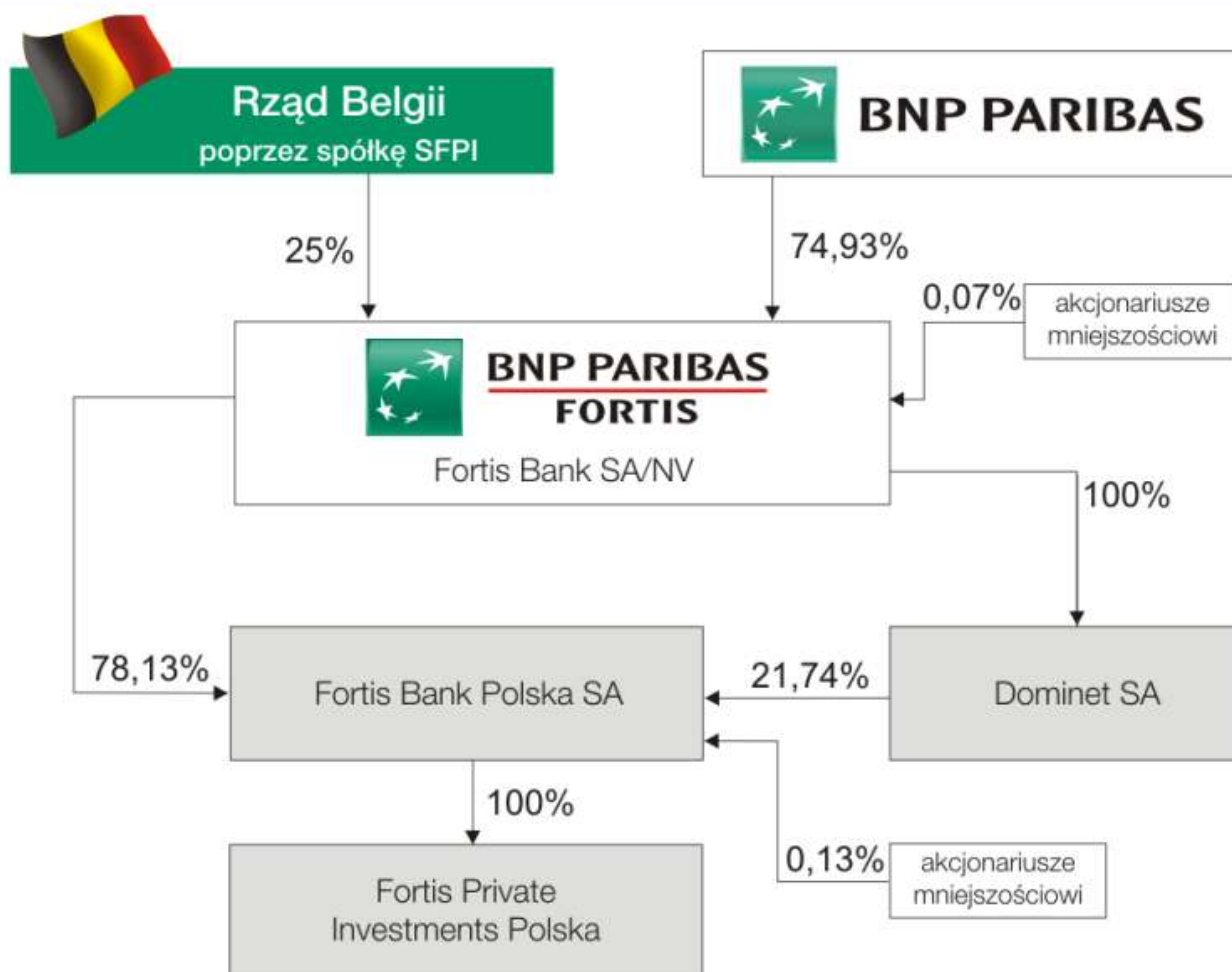 Rząd Belgii
poprzez spółkę SFPI
BNP PARIBAS
25%
74,93%
0,07%
akcjonariusze
mniejszościowi
BNP PARIBAS
FORTIS
Fortis Bank SA/NV
100%
78,13%
Fortis Bank Polska SA
21,74%
Dominet SA
100%
0,13%
akcjonariusze
mniejszościowi
Fortis Private
Investments Polska